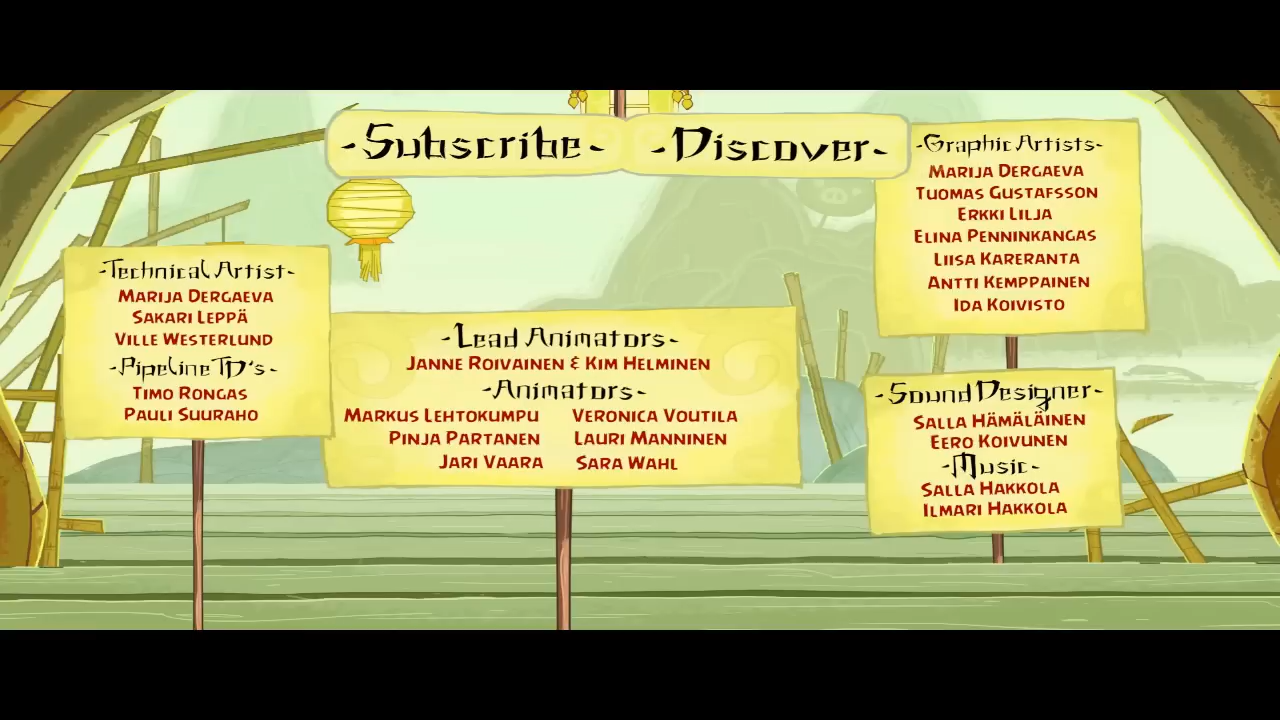 -Subscribe-
-Discover-
-Technical Artist-
Marija Dergaeva
Sakari Leppä
Ville Westerlund
-Pipeline TD's-
Timo Rongas
Pauli Suuraho
-Lead Animators-
Janne Roivainen & Kim Helminen
-Animators-
Markus Lehtokumpu Veronica Voutila
Pinja Partanen Lauri Manninen
Jari Vaara Sara Wahl
-Graphic Artists-
Marija Dergaeva
Tuomas Gustafsson
Erkki Lilja
Elina Penninkangas
Liisa Kareranta
Antti Kemppainen
Ida Koivisto
-Sound Designer-
Salla Hämäläinen
Eero Koivunen
-Music-
Salla Hakkola
Ilmari Hakkola